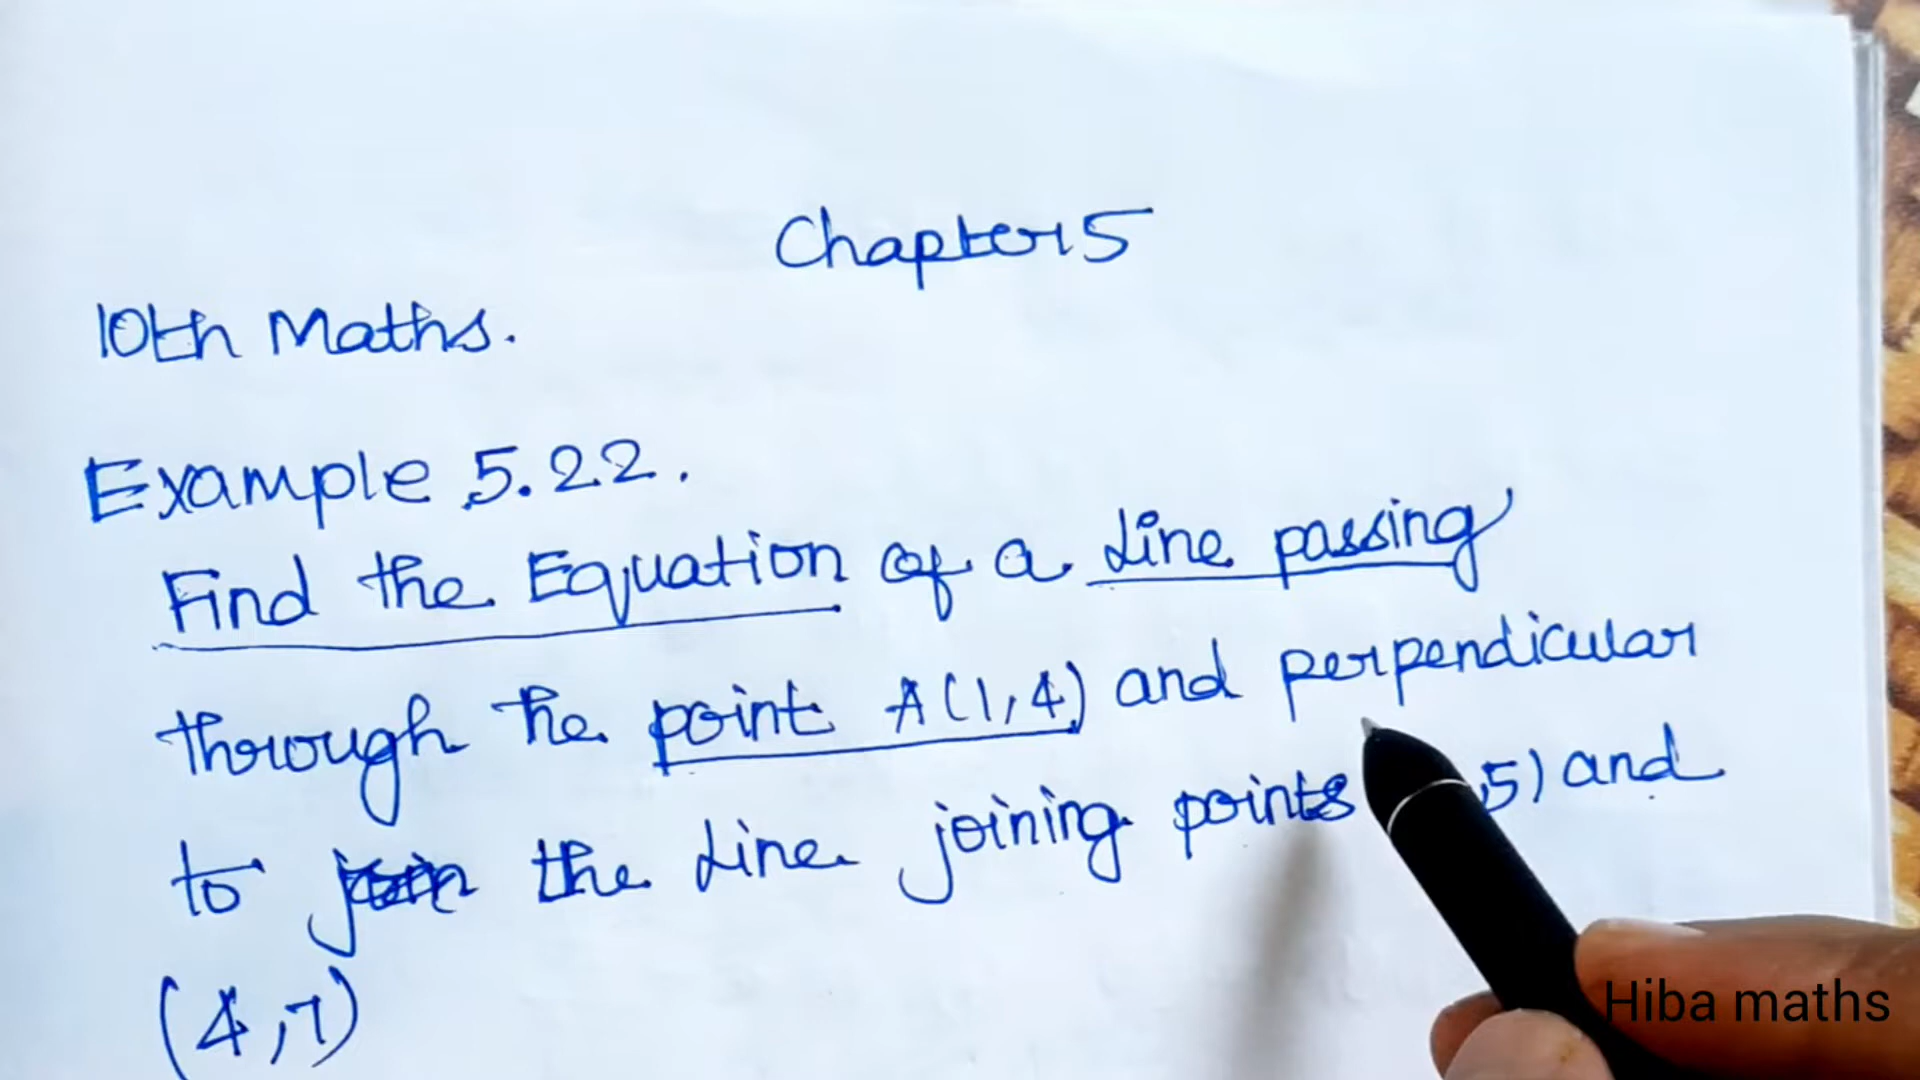 Chapter 5
10th Maths.
Example 5.22.
Find the Equation of a Line passing
through the point A(1,4) and perpendicular
to the Line joining points ,5) and
(4,7)
Hiba maths